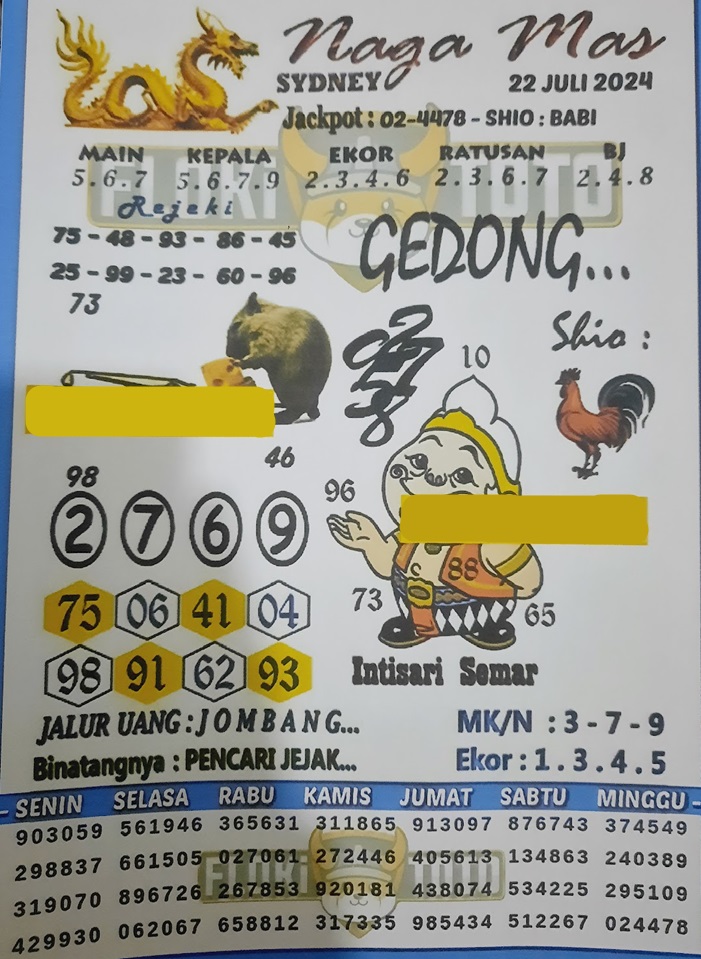 Naga Mas
SYDNEY 22 JULI 2024
Jackpot : 02-4478 - SHIO : BABI
MAIN KEPALA EKOR RATUSAN BJ
5.6.7 5.6.7.9 2.3.4.6 2.3.6.7 2.4.8
FLOKI TOTO
Rejeki
75 - 48 - 93 - 86 - 45
25 - 99 - 23 - 60 - 96
GEDONG...
73
Shio :
10
46
98
96
2 7 6 9
88
75 06 41 04
73 65
98 91 62 93
Intisari Semar
JALUR UANG : JOMBANG...
MK/N : 3 - 7 - 9
Binatangnya : PENCARI JEJAK...
Ekor : 1.3.4.5
- SENIN SELASA RABU KAMIS JUMAT SABTU MINGGU -
903059 561946 365631 311865 913097 876743 374549
298837 661505 027061 272446 405613 134863 240389
FLOKI TOTO
319070 896726 267853 920181 438074 534225 295109
429930 062067 658812 317335 985434 512267 024478